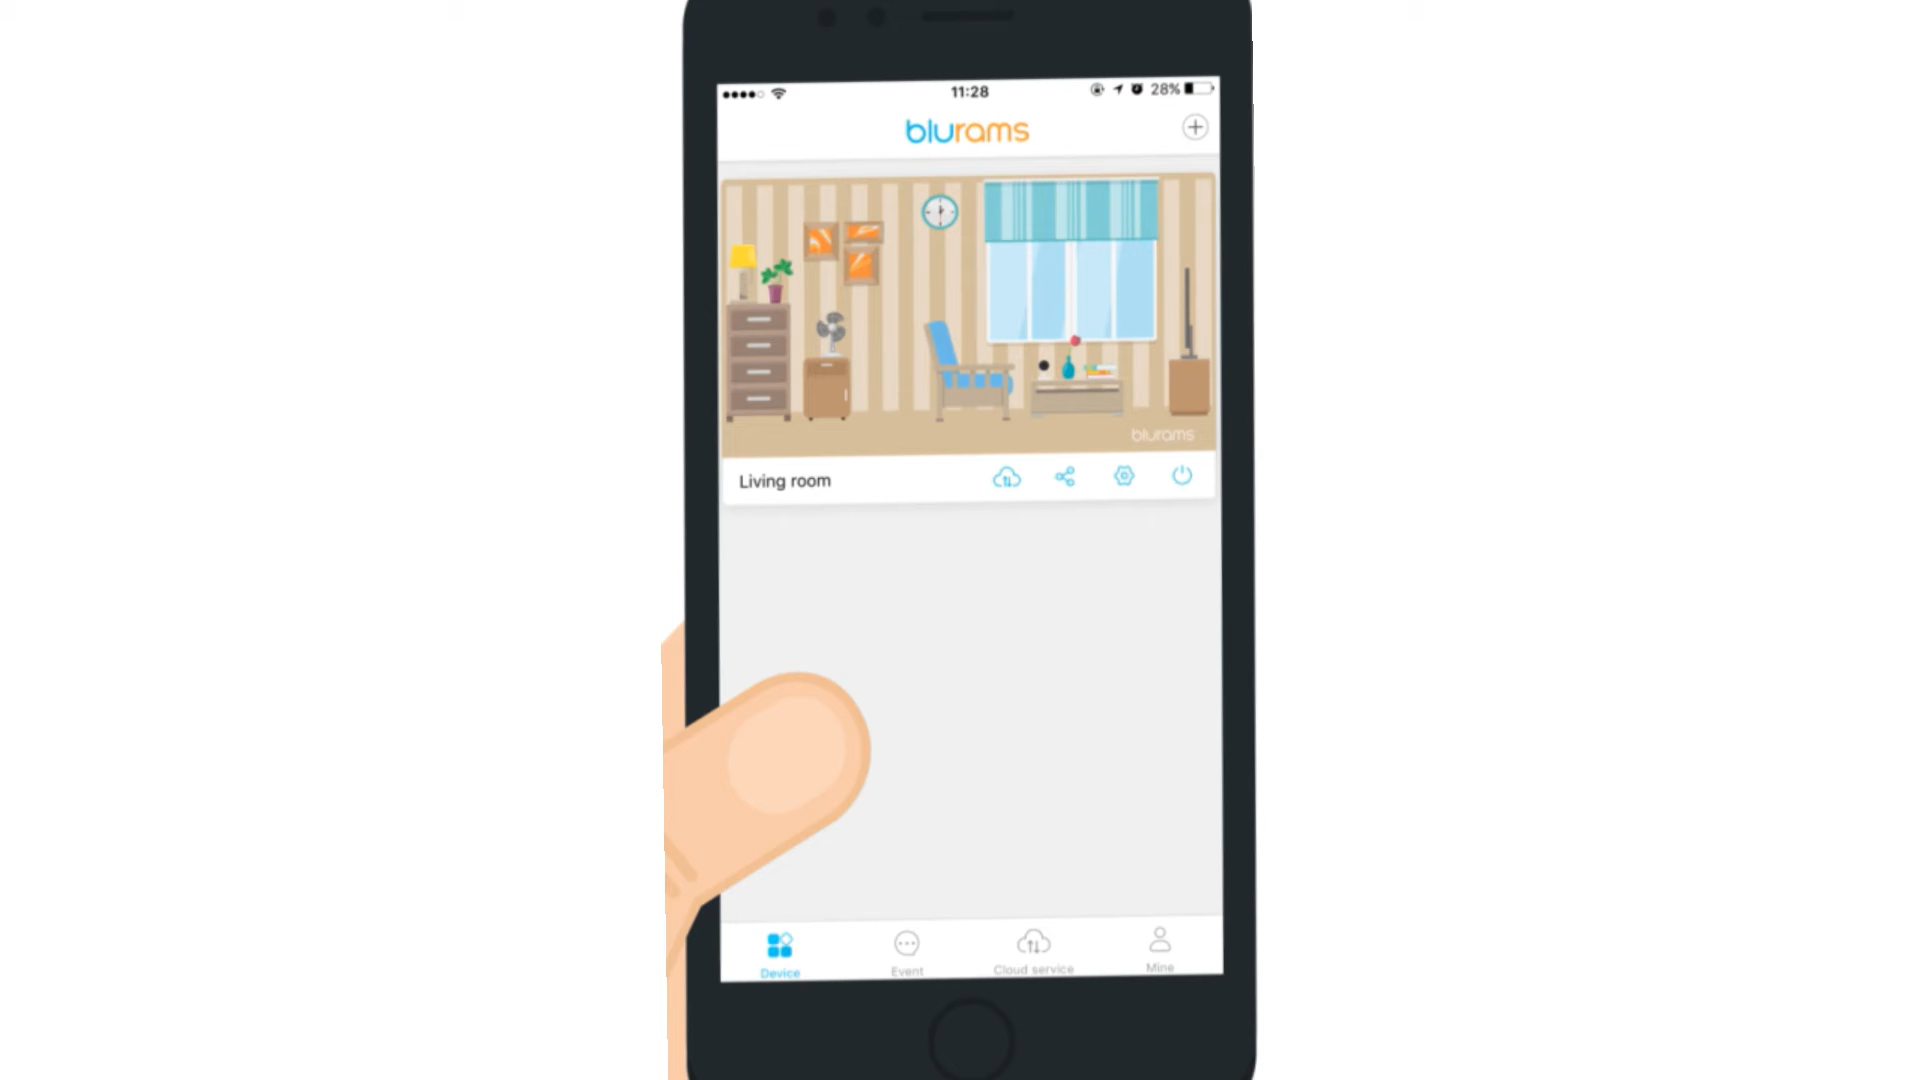 11:28
28%
blurams
blurams
Living room
Device
Event
Cloud service
Mine